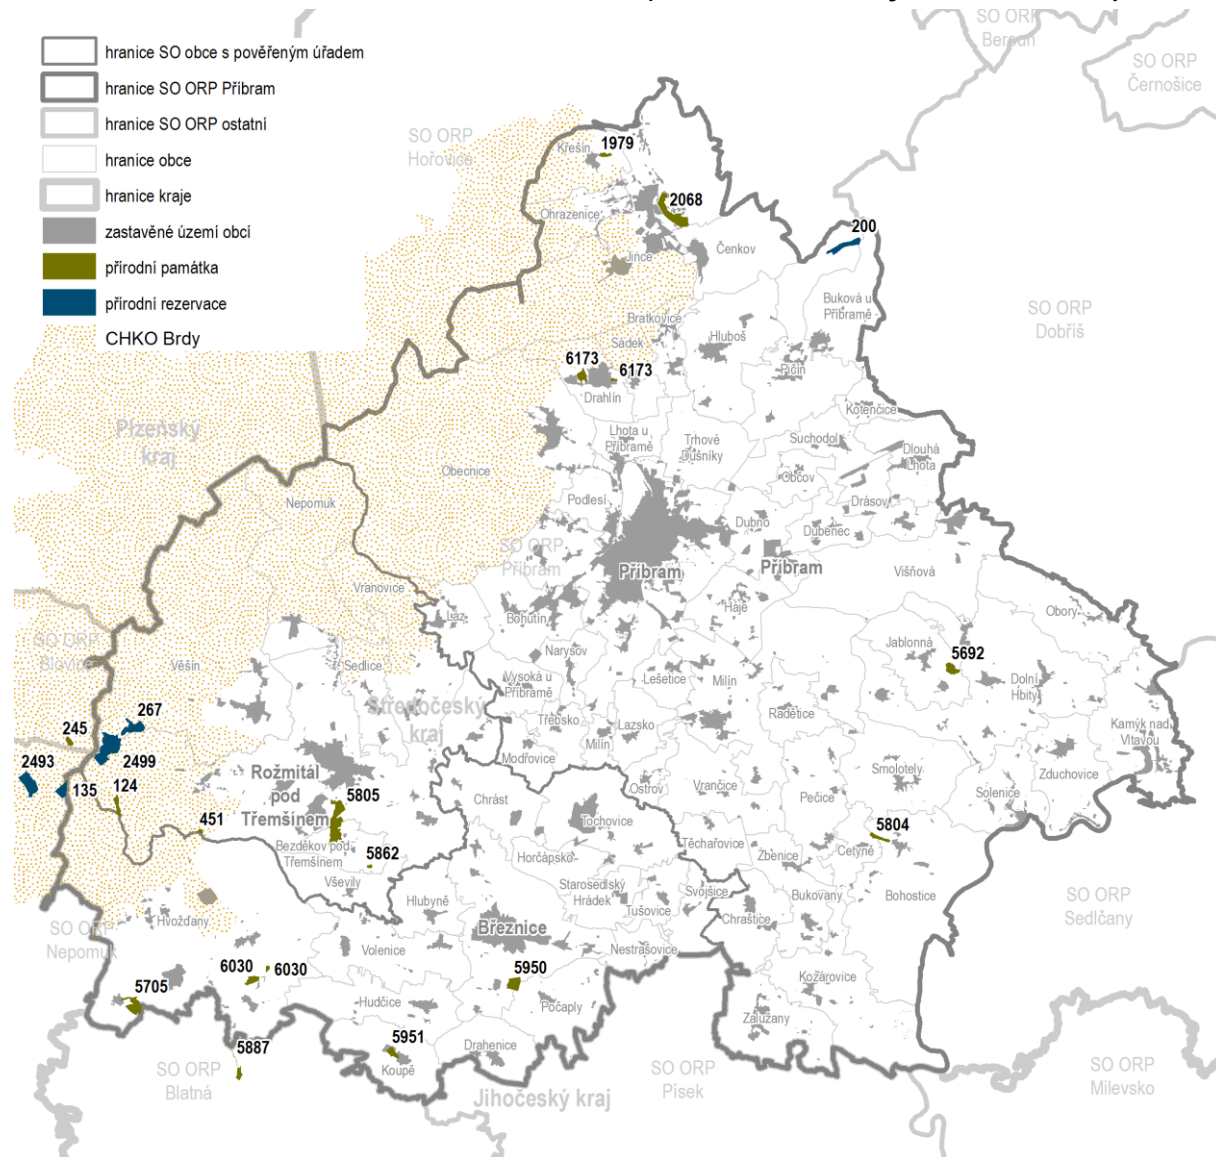 hranice SO obce s pověřeným úřadem
hranice SO ORP Příbram
hranice SO ORP ostatní
hranice obce
hranice kraje
zastavěné území obcí
přírodní památka
přírodní rezervace
CHKO Brdy
SO ORP
Beroun
SO ORP
Černošice
SO ORP
Hořovice
Křešín
1979
2068
Ohrazenice
200
Čenkov
Jince
Buková u
Příbramě
SO ORP
Dobříš
Bratkovice
Hluboš
Sádek
6173
6173
Pičín
Drahlín
Kotenčice
Plzeňský
kraj
Lhota u
Příbramě
Trhové
Dušníky
Suchodol
Dlouhá
Lhota
Obecnice
Občov
Nepomuk
Podlesí
Drásov
Dubno
Dubenec
SO ORP
Příbram
Příbram
Příbram
Višňová
Vranovice
Láz
Bohutín
Háje
Obory
SO ORP
Blovice
Věšín
Sedlice
Narysov
Jablonná
5692
Vysoká u
Příbramě
Lešetice
Milín
Dolní
Hbity
Středočeský
kraj
267
245
Třebsko
Lazsko
Radětice
Kamýk nad
Vltavou
Milín
2499
2493
Modřovice
Smolotely
Zduchovice
135
124
Rožmitál
pod
Třemšínem
5805
Ostrov
Vrančice
Solenice
Chrást
Pečice
451
Tochovice
5804
Bezděkov pod
Třemšínem
Těchařovice
Cetyně
5862
Horčápsko
Zbenice
Vševily
Starosedlský
Hrádek
Svojšice
Bukovany
Bohostice
SO ORP
Sedlčany
Hlubyně
Tušovice
Chraštice
Hvožďany
SO ORP
Nepomuk
Březnice
Volenice
Nestrašovice
6030
6030
5950
Kožárovice
5705
Hudčice
Počaply
Zalužany
5887
5951
Drahenice
Koupě
SO ORP
Blatná
SO ORP
Písek
SO ORP
Milevsko
Jihočeský kraj